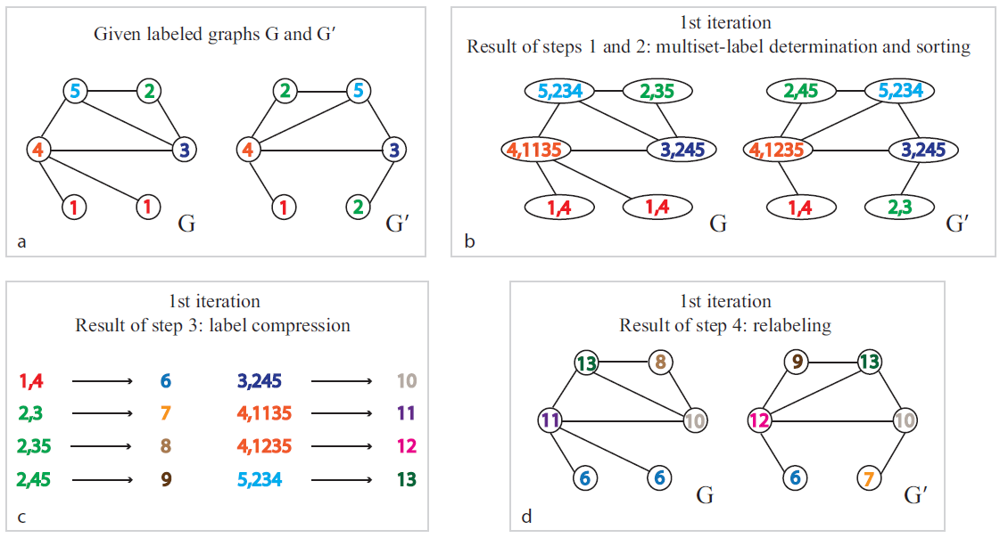 Given labeled graphs G and G′
5 2
2 5
4 3
4 3
1 1
1 2
G
G′
a
1st iteration
Result of steps 1 and 2: multiset-label determination and sorting
5,234 2,35
2,45 5,234
4,1135 3,245
4,1235 3,245
1,4 1,4
1,4 2,3
G
G′
b
1st iteration
Result of step 3: label compression
1,4 6
2,3 7
2,35 8
2,45 9
3,245 10
4,1135 11
4,1235 12
5,234 13
c
1st iteration
Result of step 4: relabeling
13 8
9 13
11 10
12 10
6 6
6 7
G
G′
d